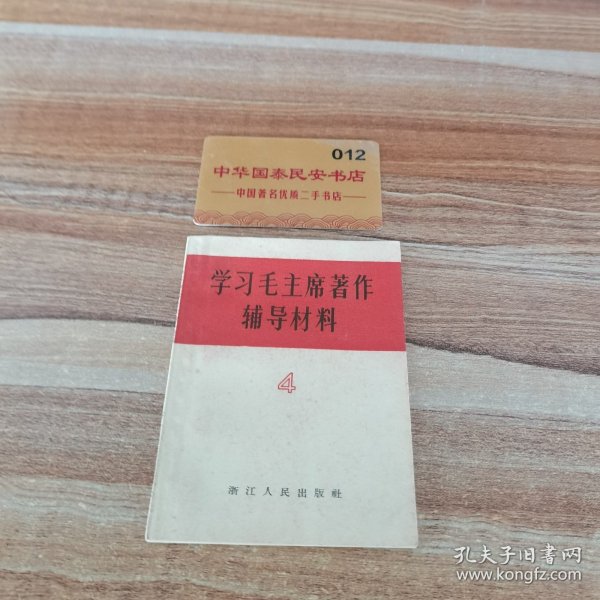 012
中华国泰民安书店
中国著名优质二手书店
学习毛主席著作
辅导材料
4
浙江人民出版社
孔夫子旧书网
www.kongfz.com